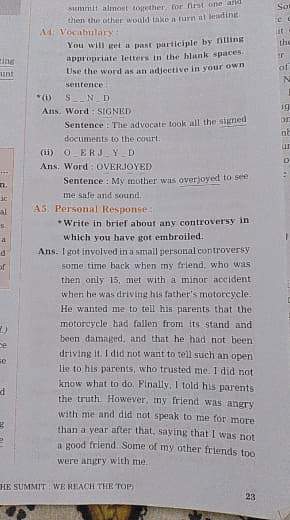 summit almost together, for first one and
then the other would take a turn at leading.
A4. Vocabulary :
You will get a past participle by filling
appropriate letters in the blank spaces.
Use the word as an adjective in your own
sentence :
*(i) S _ _ N _ D
Ans. Word : SIGNED
Sentence : The advocate took all the signed
documents to the court.
(ii) O _ E R J _ Y _ D
Ans. Word : OVERJOYED
Sentence : My mother was overjoyed to see
me safe and sound.
A5. Personal Response :
*Write in brief about any controversy in
which you have got embroiled.
Ans. I got involved in a small personal controversy
some time back when my friend, who was
then only 15, met with a minor accident
when he was driving his father's motorcycle.
He wanted me to tell his parents that the
motorcycle had fallen from its stand and
been damaged, and that he had not been
driving it. I did not want to tell such an open
lie to his parents, who trusted me. I did not
know what to do. Finally, I told his parents
the truth. However, my friend was angry
with me and did not speak to me for more
than a year after that, saying that I was not
a good friend. Some of my other friends too
were angry with me.
HE SUMMIT : WE REACH THE TOP)
23